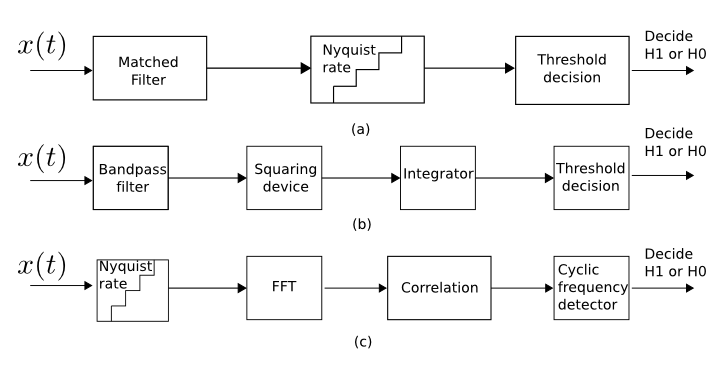 x(t)
Matched
Filter
Nyquist
rate
Threshold
decision
Decide
H1 or H0
(a)
x(t)
Bandpass
filter
Squaring
device
Integrator
Threshold
decision
Decide
H1 or H0
(b)
x(t)
Nyquist
rate
FFT
Correlation
Cyclic
frequency
detector
Decide
H1 or H0
(c)